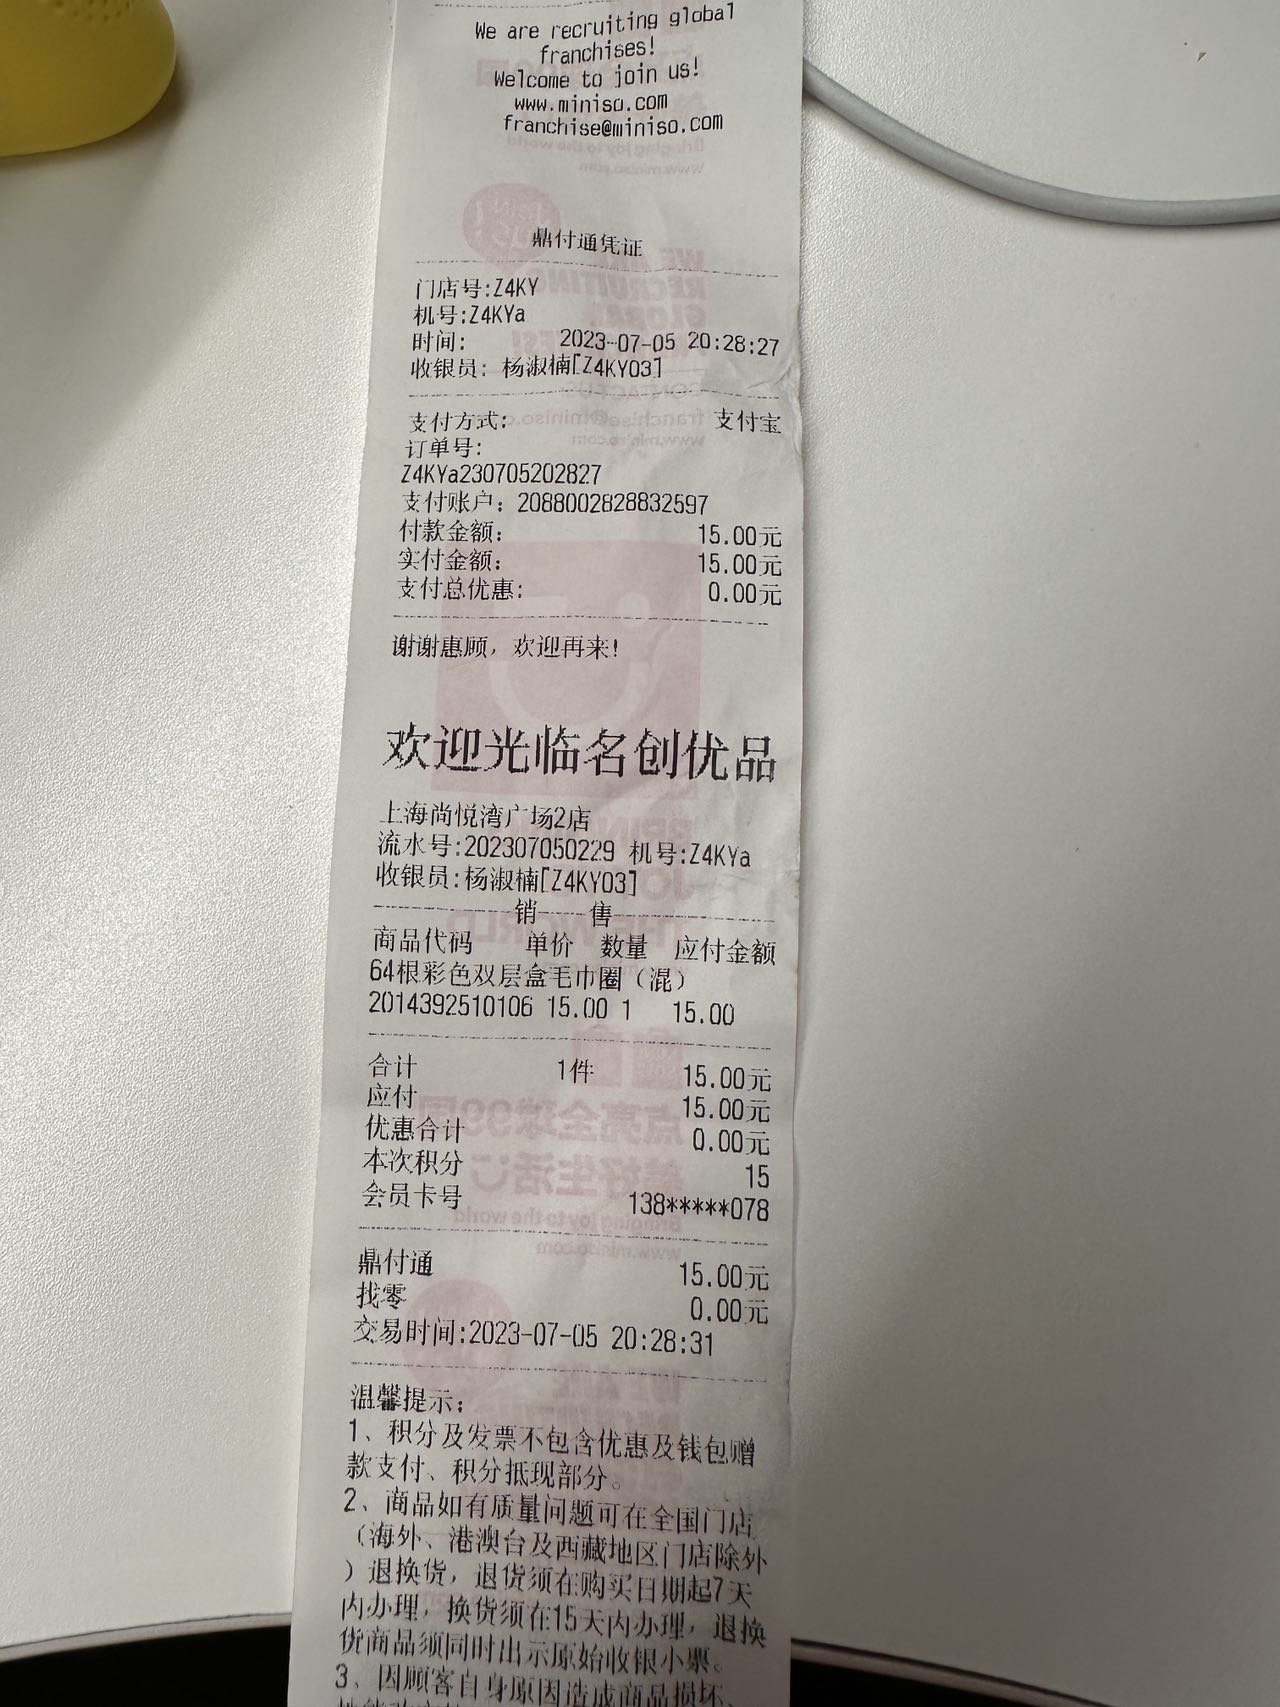 We are recruiting global
franchises!
Welcome to join us!
www.miniso.com
franchise@miniso.com
鼎付通凭证
门店号:Z4KY
机号:Z4KYa
时间: 2023-07-05 20:28:27
收银员: 杨淑楠[Z4KY03]
支付方式: 支付宝
订单号:
Z4KYa230705202827
支付账户: 2088002828832597
付款金额: 15.00元
实付金额: 15.00元
支付总优惠: 0.00元
谢谢惠顾，欢迎再来!
欢迎光临名创优品
上海尚悦湾广场2店
流水号:202307050229 机号:Z4KYa
收银员:杨淑楠[Z4KY03]
销 售
商品代码 单价 数量 应付金额
64根彩色双层盒毛巾圈（混）
2014392510106 15.00 1 15.00
合计 1件 15.00元
应付 15.00元
优惠合计 0.00元
本次积分 15
会员卡号 138*****078
鼎付通 15.00元
找零 0.00元
交易时间:2023-07-05 20:28:31
温馨提示:
1、积分及发票不包含优惠及钱包赠
款支付、积分抵现部分。
2、商品如有质量问题可在全国门店
（海外、港澳台及西藏地区门店除外
）退换货，退货须在购买日期起7天
内办理，换货须在15天内办理，退换
货商品须同时出示原始收银小票。
3、因顾客自身原因造成商品损坏、